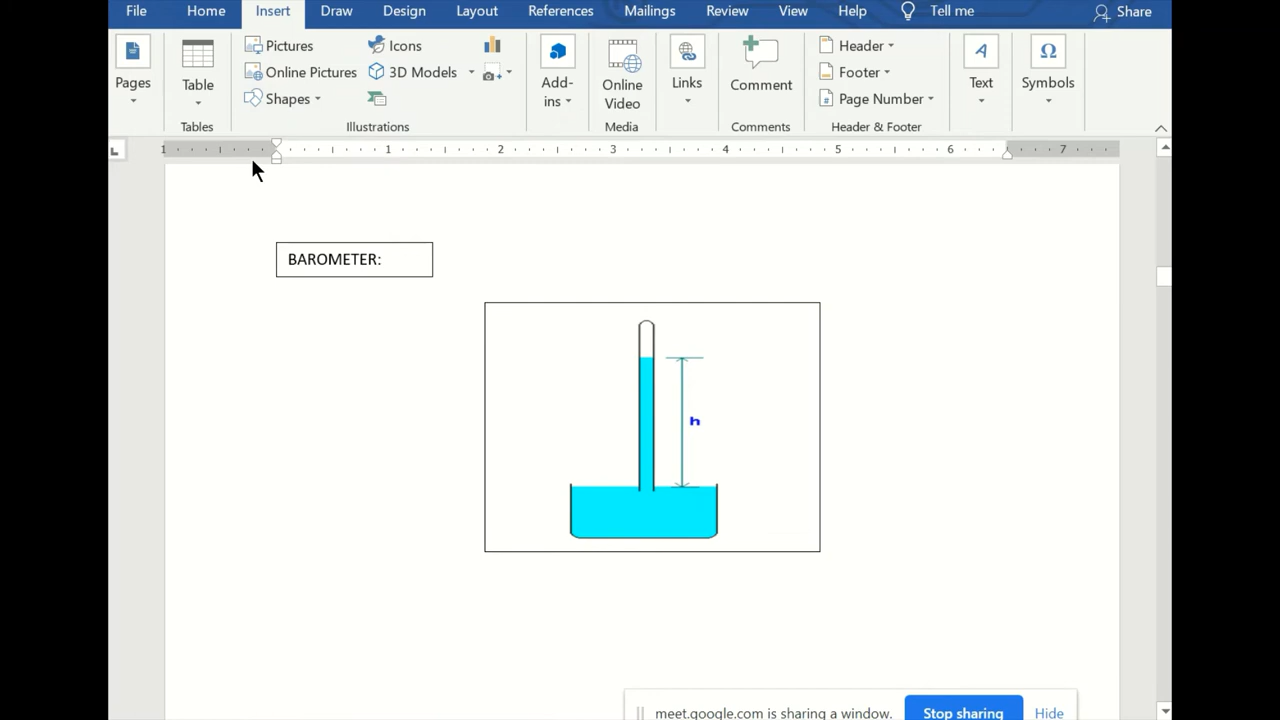 File Home Insert Draw Design Layout References Mailings Review View Help Tell me Share
Pages
Table
Tables
Pictures
Online Pictures
Shapes
Icons
3D Models
Illustrations
Add-
ins
Online
Video
Media
Links
Comment
Comments
Header
Footer
Page Number
Header & Footer
Text
Symbols
1 1 2 3 4 5 6 7
BAROMETER:
h
meet.google.com is sharing a window. Stop sharing Hide